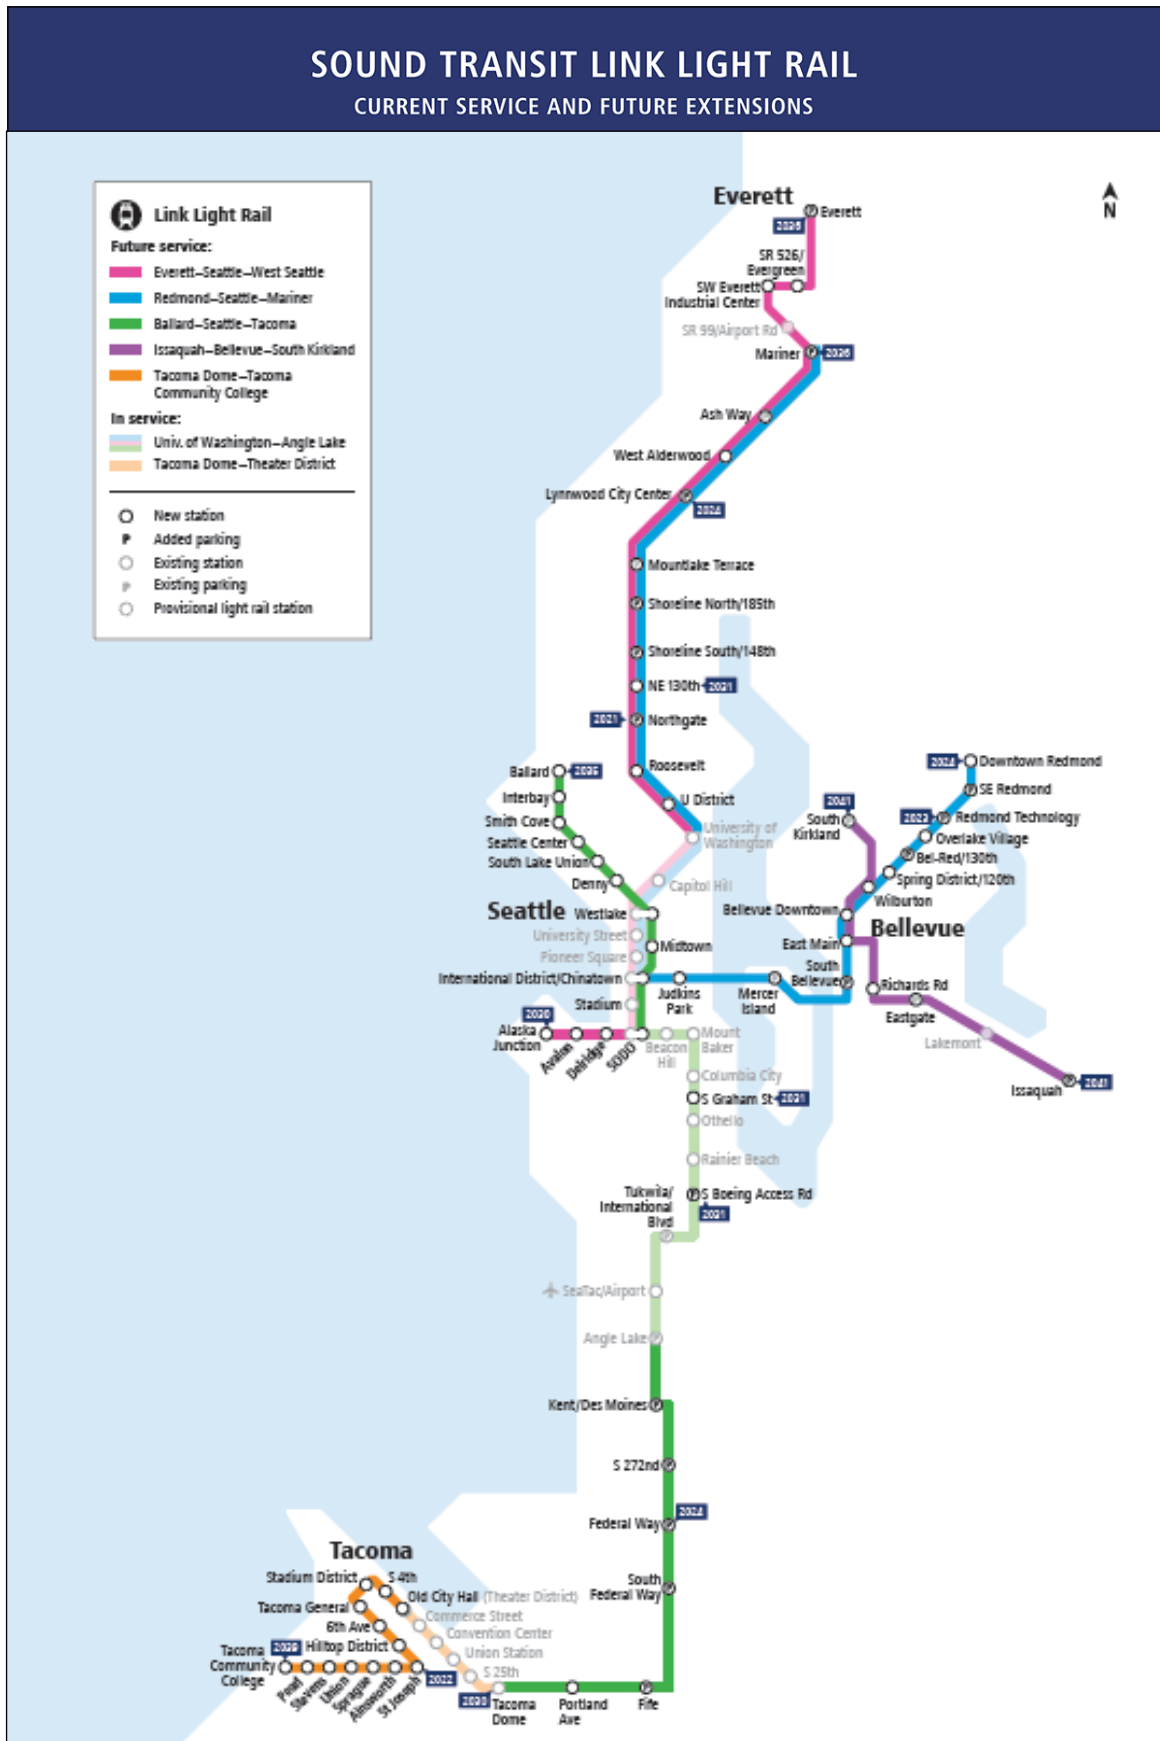 SOUND TRANSIT LINK LIGHT RAIL
CURRENT SERVICE AND FUTURE EXTENSIONS
N
Link Light Rail
Future service:
Everett–Seattle–West Seattle
Redmond–Seattle–Mariner
Ballard–Seattle–Tacoma
Issaquah–Bellevue–South Kirkland
Tacoma Dome–Tacoma
Community College
In service:
Univ. of Washington–Angle Lake
Tacoma Dome–Theater District
New station
P Added parking
Existing station
P Existing parking
Provisional light rail station
Everett
Everett
2036
SR 526/
Evergreen
SW Everett
Industrial Center
SR 99/Airport Rd
Mariner
2036
Ash Way
West Alderwood
Lynnwood City Center
2024
Mountlake Terrace
Shoreline North/185th
Shoreline South/148th
NE 130th
2031
2021
Northgate
Roosevelt
U District
University of
Washington
Capitol Hill
Ballard
2035
Interbay
Smith Cove
Seattle Center
South Lake Union
Denny
Seattle
Westlake
University Street
Midtown
Pioneer Square
International District/Chinatown
Stadium
Judkins
Park
Mercer
Island
2030
Alaska
Junction
Avalon
Delridge
SODO
Beacon
Hill
Mount
Baker
2024
Downtown Redmond
SE Redmond
2023
Redmond Technology
Overlake Village
Bel-Red/130th
Spring District/120th
Wilburton
2041
South
Kirkland
Bellevue Downtown
Bellevue
East Main
South
Bellevue
Richards Rd
Eastgate
Lakemont
Issaquah
2041
Columbia City
S Graham St
2031
Othello
Rainier Beach
S Boeing Access Rd
2031
Tukwila/
International
Blvd
SeaTac/Airport
Angle Lake
Kent/Des Moines
S 272nd
2024
Federal Way
South
Federal Way
Tacoma
Stadium District
S 4th
Old City Hall (Theater District)
Tacoma General
Commerce Street
6th Ave
Convention Center
Hilltop District
Union Station
S 25th
2039
Tacoma
Community
College
Pearl
Stevens
Union
Sprague
Ainsworth
St Joseph
2022
2030
Tacoma
Dome
Portland
Ave
Fife